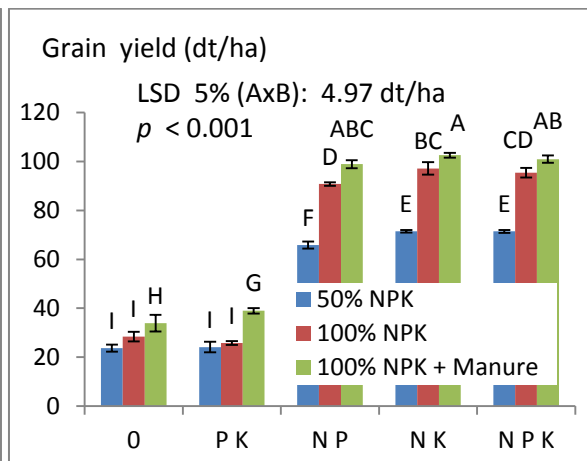 Grain yield (dt/ha)
LSD 5% (AxB): 4.97 dt/ha
p < 0.001
120
100
80
60
40
20
0
I I H
I I G
F D ABC
E BC A
E CD AB
50% NPK
100% NPK
100% NPK + Manure
0 P K N P N K N P K